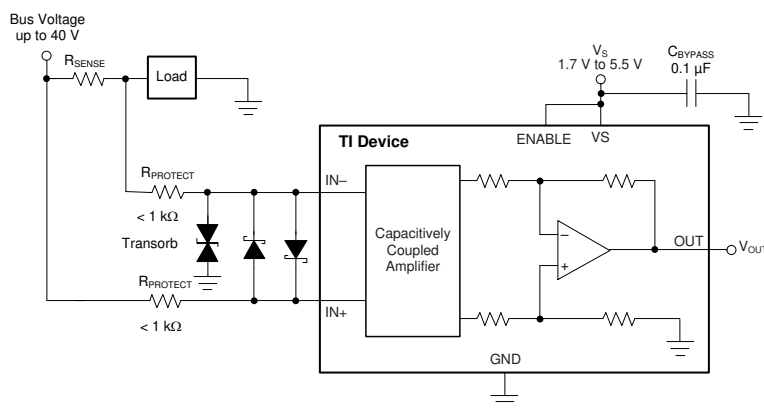 Bus Voltage
up to 40 V
RSENSE
Load
VS
1.7 V to 5.5 V
CBYPASS
0.1 µF
ENABLE
VS
TI Device
RPROTECT
< 1 kΩ
Transorb
RPROTECT
< 1 kΩ
IN–
IN+
Capacitively
Coupled
Amplifier
–
+
OUT
VOUT
GND